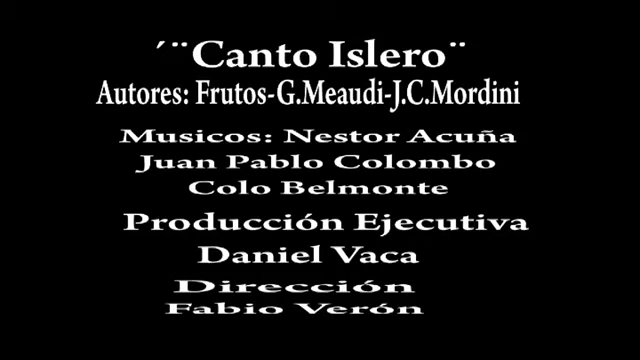 ´¨Canto Islero¨
Autores: Frutos-G.Meaudi-J.C.Mordini
Musicos: Nestor Acuña
Juan Pablo Colombo
Colo Belmonte
Producción Ejecutiva
Daniel Vaca
Dirección
Fabio Verón